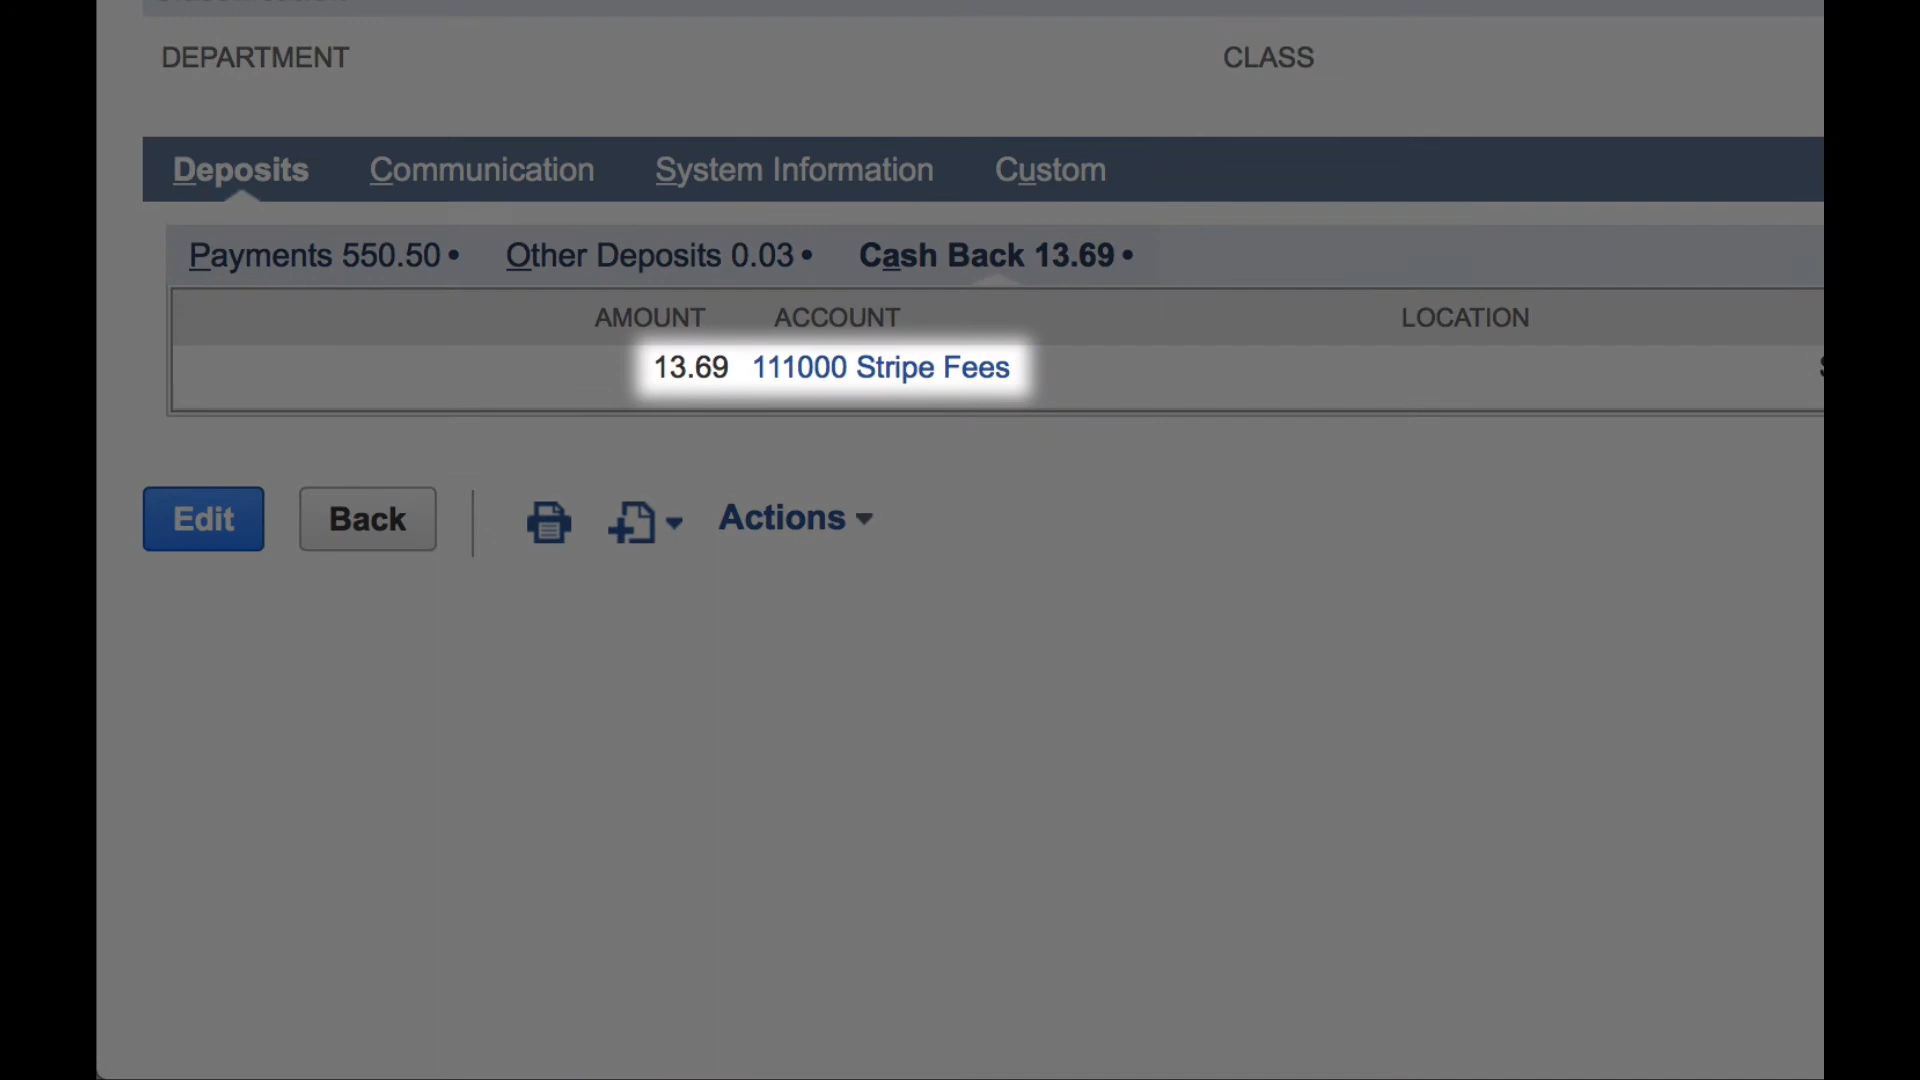 DEPARTMENT CLASS
Deposits Communication System Information Custom
Payments 550.50 • Other Deposits 0.03 • Cash Back 13.69 •
AMOUNT ACCOUNT LOCATION
13.69 111000 Stripe Fees
Edit Back Actions